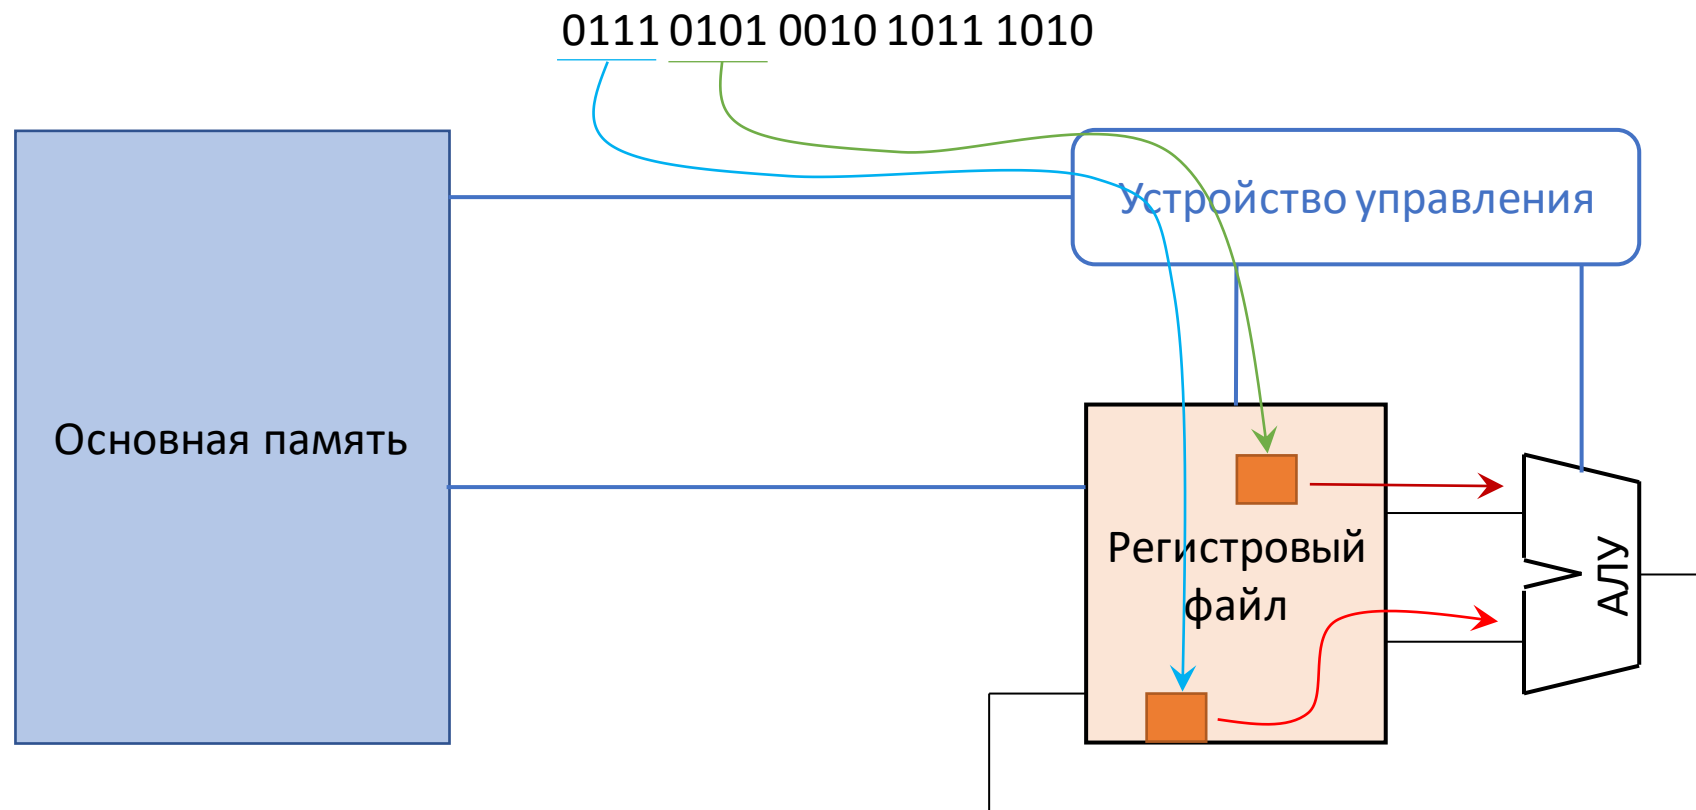 0111 0101 0010 1011 1010
Устройство управления
Основная память
Регистровый
файл
АЛУ